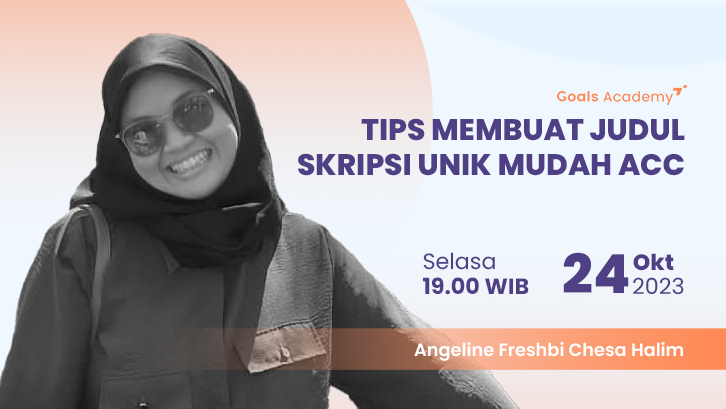 Goals Academy
TIPS MEMBUAT JUDUL
SKRIPSI UNIK MUDAH ACC
Selasa
19.00 WIB
24 Okt
2023
Angeline Freshbi Chesa Halim